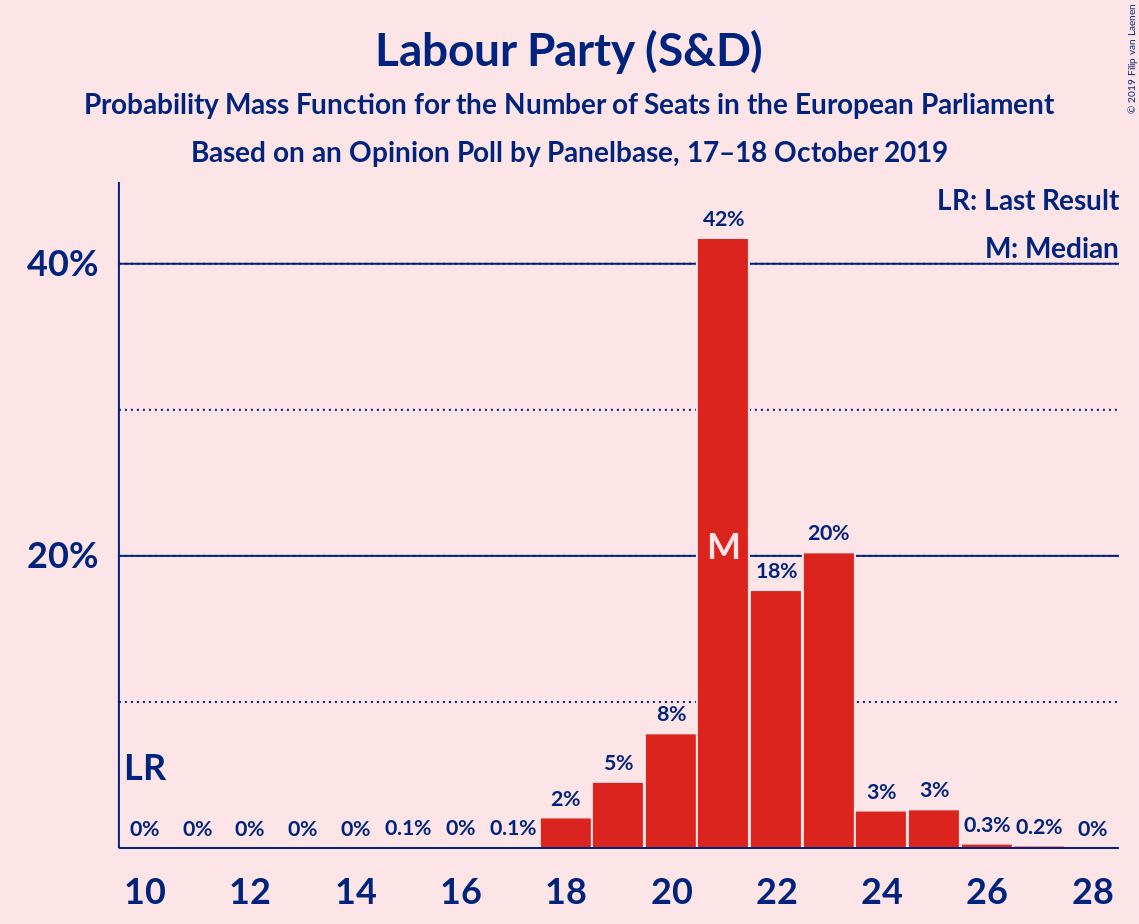 Labour Party (S&D)
Probability Mass Function for the Number of Seats in the European Parliament
Based on an Opinion Poll by Panelbase, 17–18 October 2019
© 2019 Filip van Laenen
LR: Last Result
M: Median
40%
20%
LR
M
0%
0%
0%
0%
0%
0.1%
0%
0.1%
2%
5%
8%
42%
18%
20%
3%
3%
0.3%
0.2%
0%
10 12 14 16 18 20 22 24 26 28